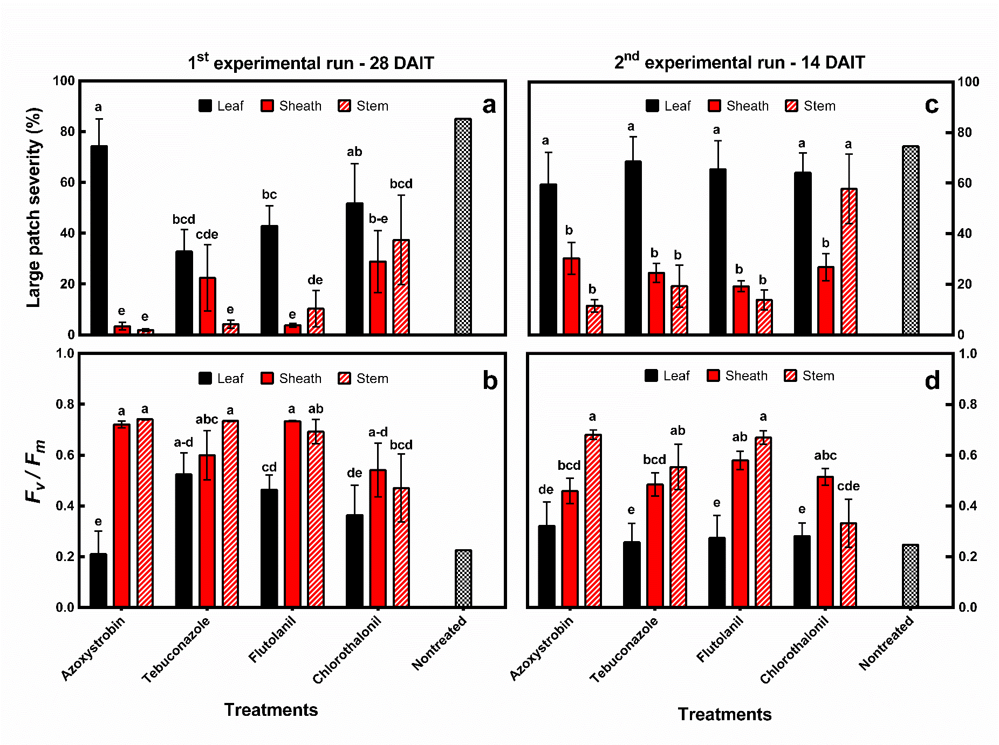 1st experimental run - 28 DAIT
2nd experimental run - 14 DAIT
Large patch severity (%)
100
80
60
40
20
0
Leaf Sheath Stem
a
a
e
e
bcd
cde
e
bc
e
de
ab
b-e
bcd
Leaf Sheath Stem
c
a
b
b
a
b
b
a
b
b
a
b
a
100
80
60
40
20
0
Fv / Fm
1.0
0.8
0.6
0.4
0.2
0.0
Leaf Sheath Stem
b
e
a
a
a-d
abc
a
cd
a
ab
de
a-d
bcd
Azoxystrobin
Tebuconazole
Flutolanil
Chlorothalonil
Nontreated
Treatments
Leaf Sheath Stem
d
de
bcd
a
e
bcd
ab
e
ab
a
e
abc
cde
1.0
0.8
0.6
0.4
0.2
0.0
Azoxystrobin
Tebuconazole
Flutolanil
Chlorothalonil
Nontreated
Treatments